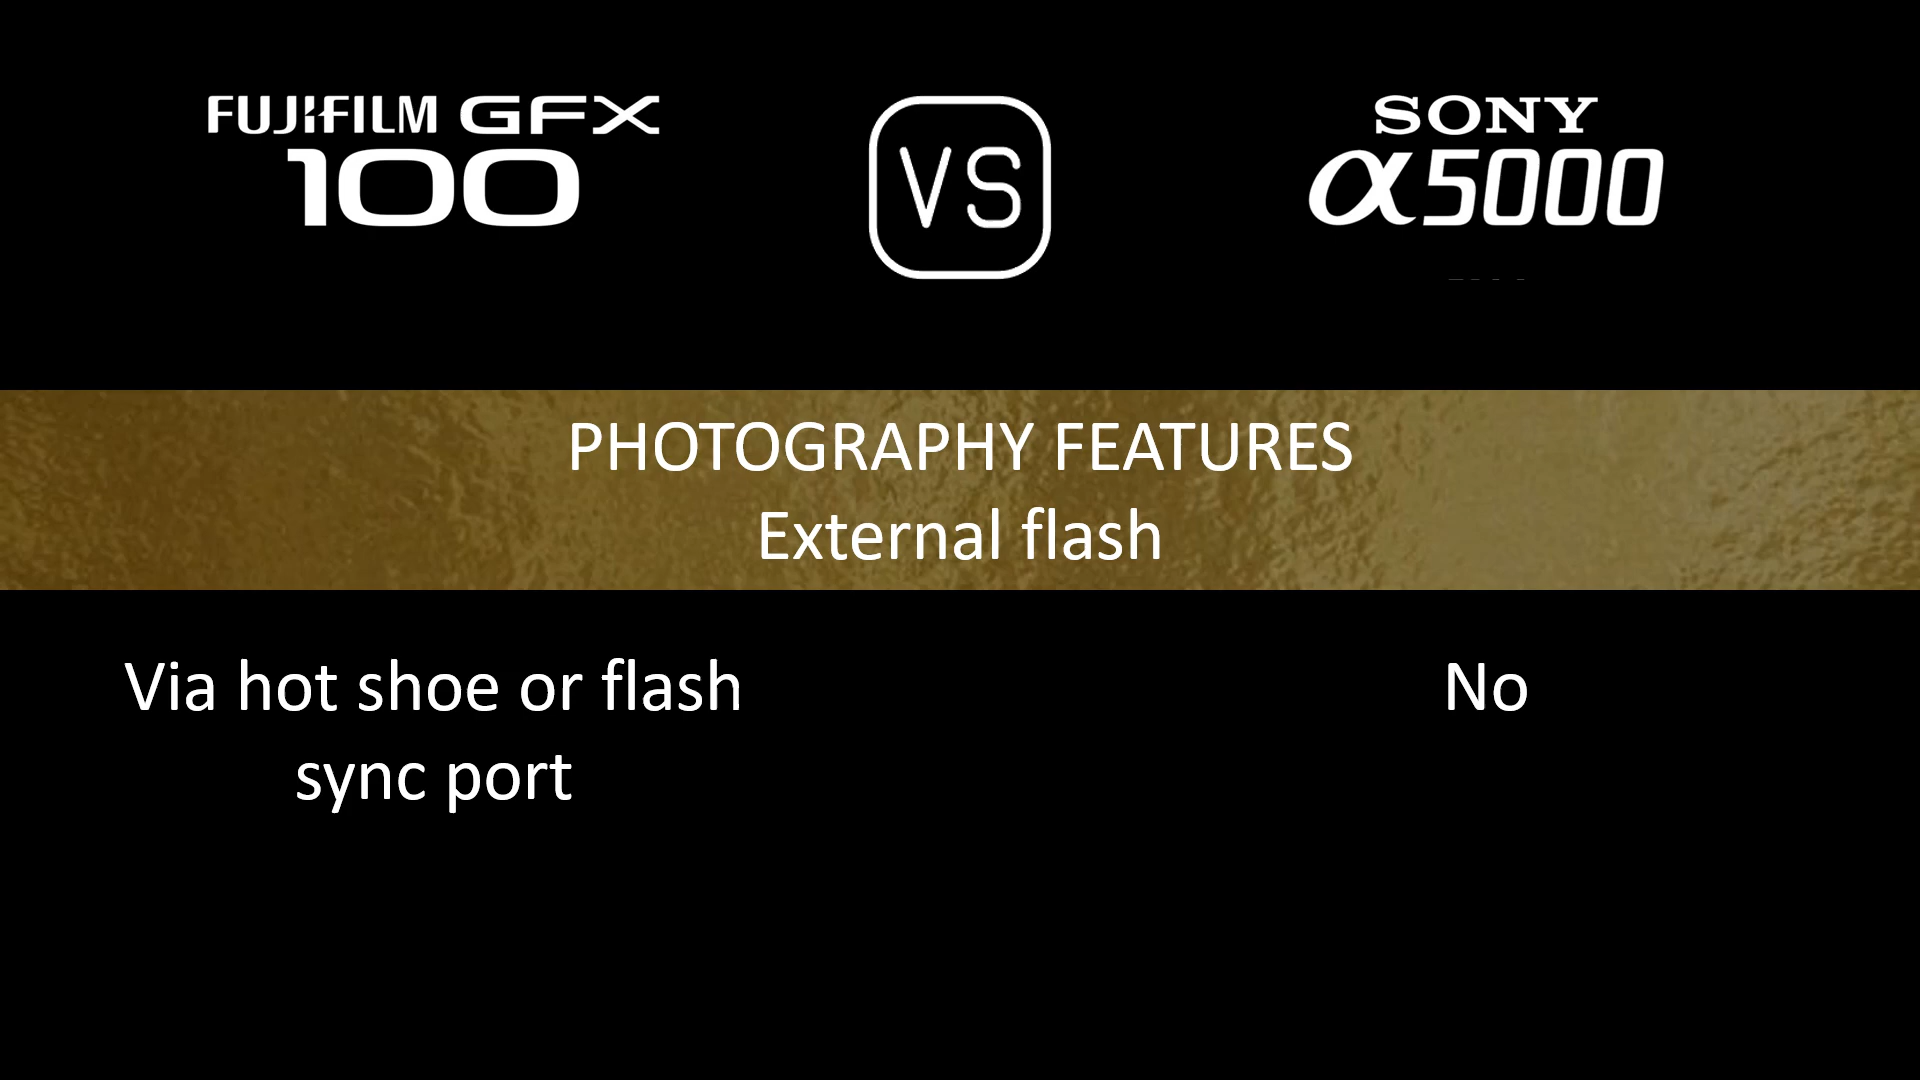 FUJIFILM GFX
100
VS
SONY
α5000
PHOTOGRAPHY FEATURES
External flash
Via hot shoe or flash
sync port
No